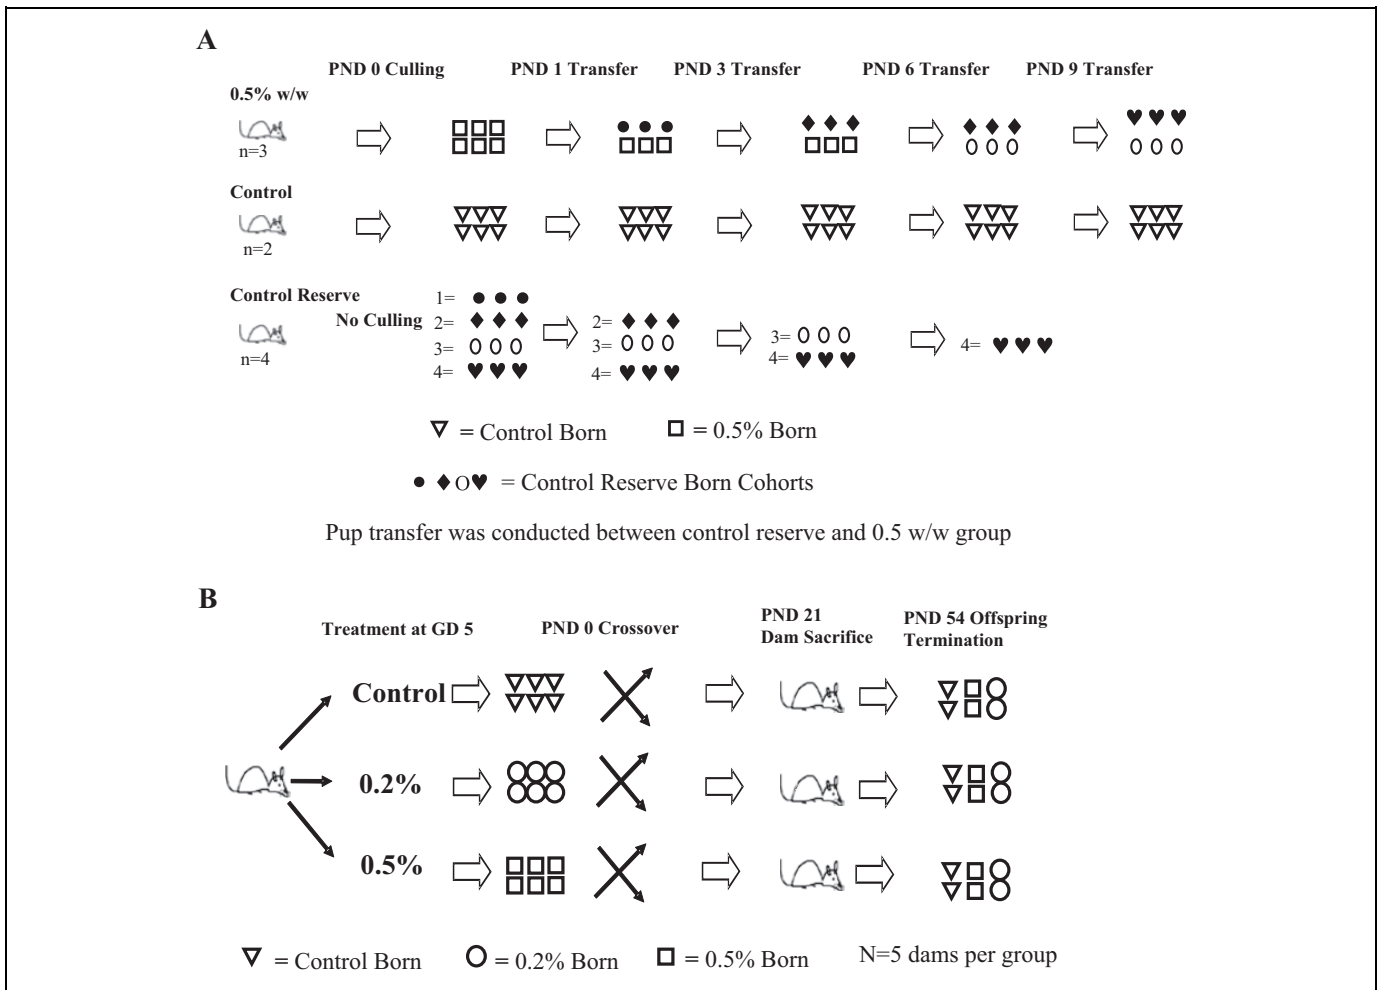 A
PND 0 Culling PND 1 Transfer PND 3 Transfer PND 6 Transfer PND 9 Transfer
0.5% w/w
n=3
Control
n=2
Control Reserve
No Culling
n=4
1=
2=
3=
4=
2=
3=
4=
3=
4=
4=
= Control Born = 0.5% Born
= Control Reserve Born Cohorts
Pup transfer was conducted between control reserve and 0.5 w/w group
B
Treatment at GD 5 PND 0 Crossover PND 21 Dam Sacrifice PND 54 Offspring Termination
Control
0.2%
0.5%
= Control Born = 0.2% Born = 0.5% Born N=5 dams per group